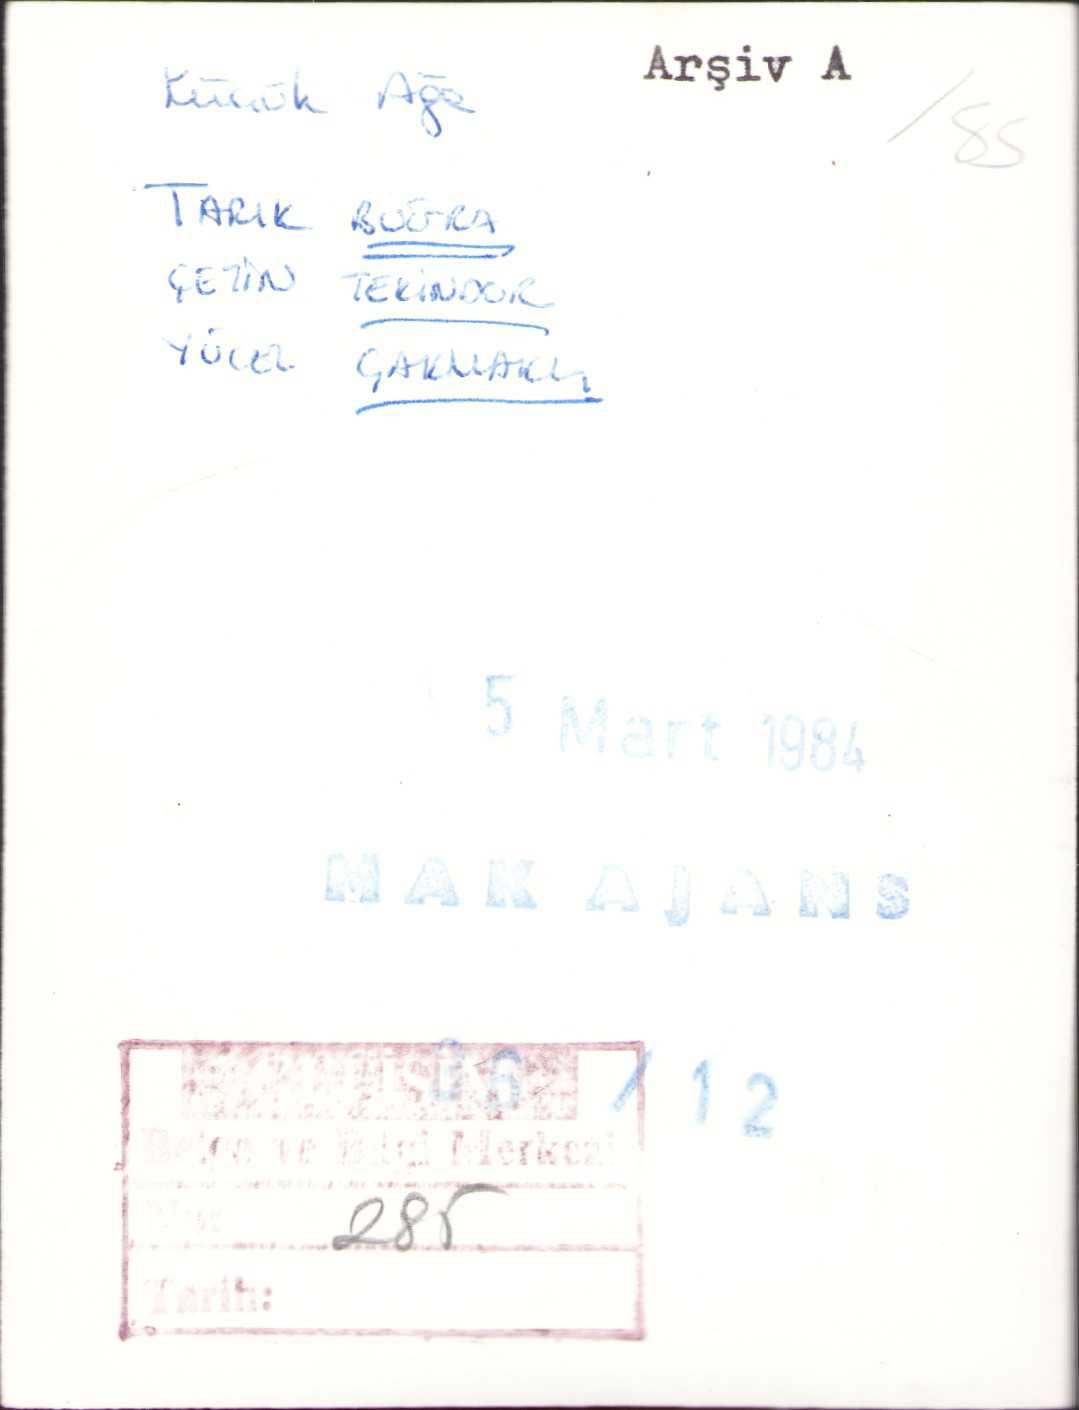 Arşiv A
Küçük Ağa
/85
TARIK BUĞRA
ÇETİN TEKİNDOR
YÜCEL ÇAKMAKLI
5 Mart 1984
MAK AJANS
/12
Belge ve Bilgi Merkezi
No: 285
Tarih: